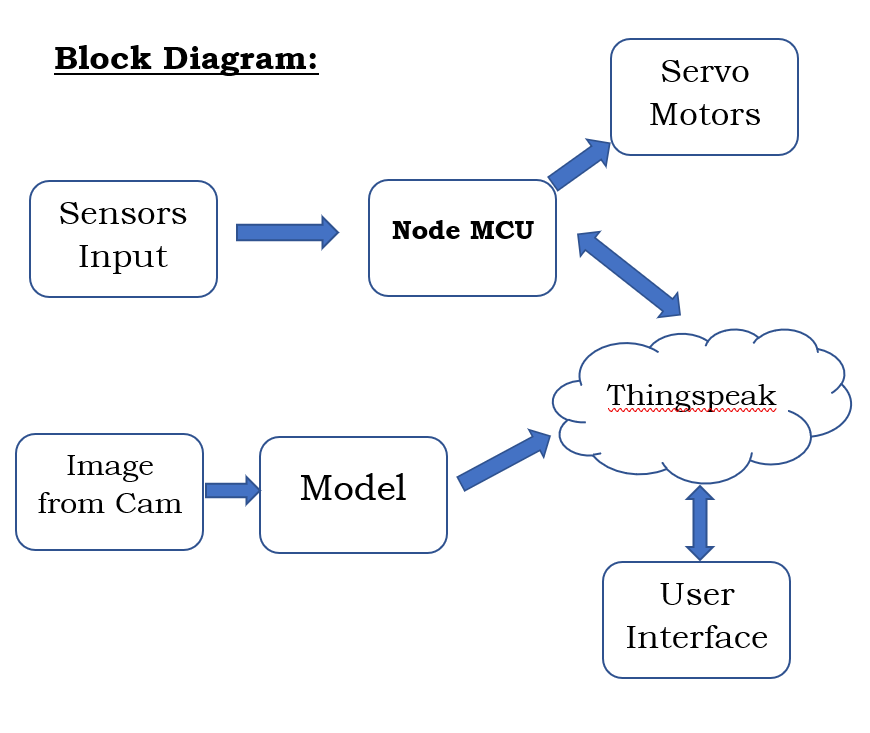 Block Diagram:
Servo
Motors
Sensors
Input
Node MCU
Thingspeak
Image
from Cam
Model
User
Interface